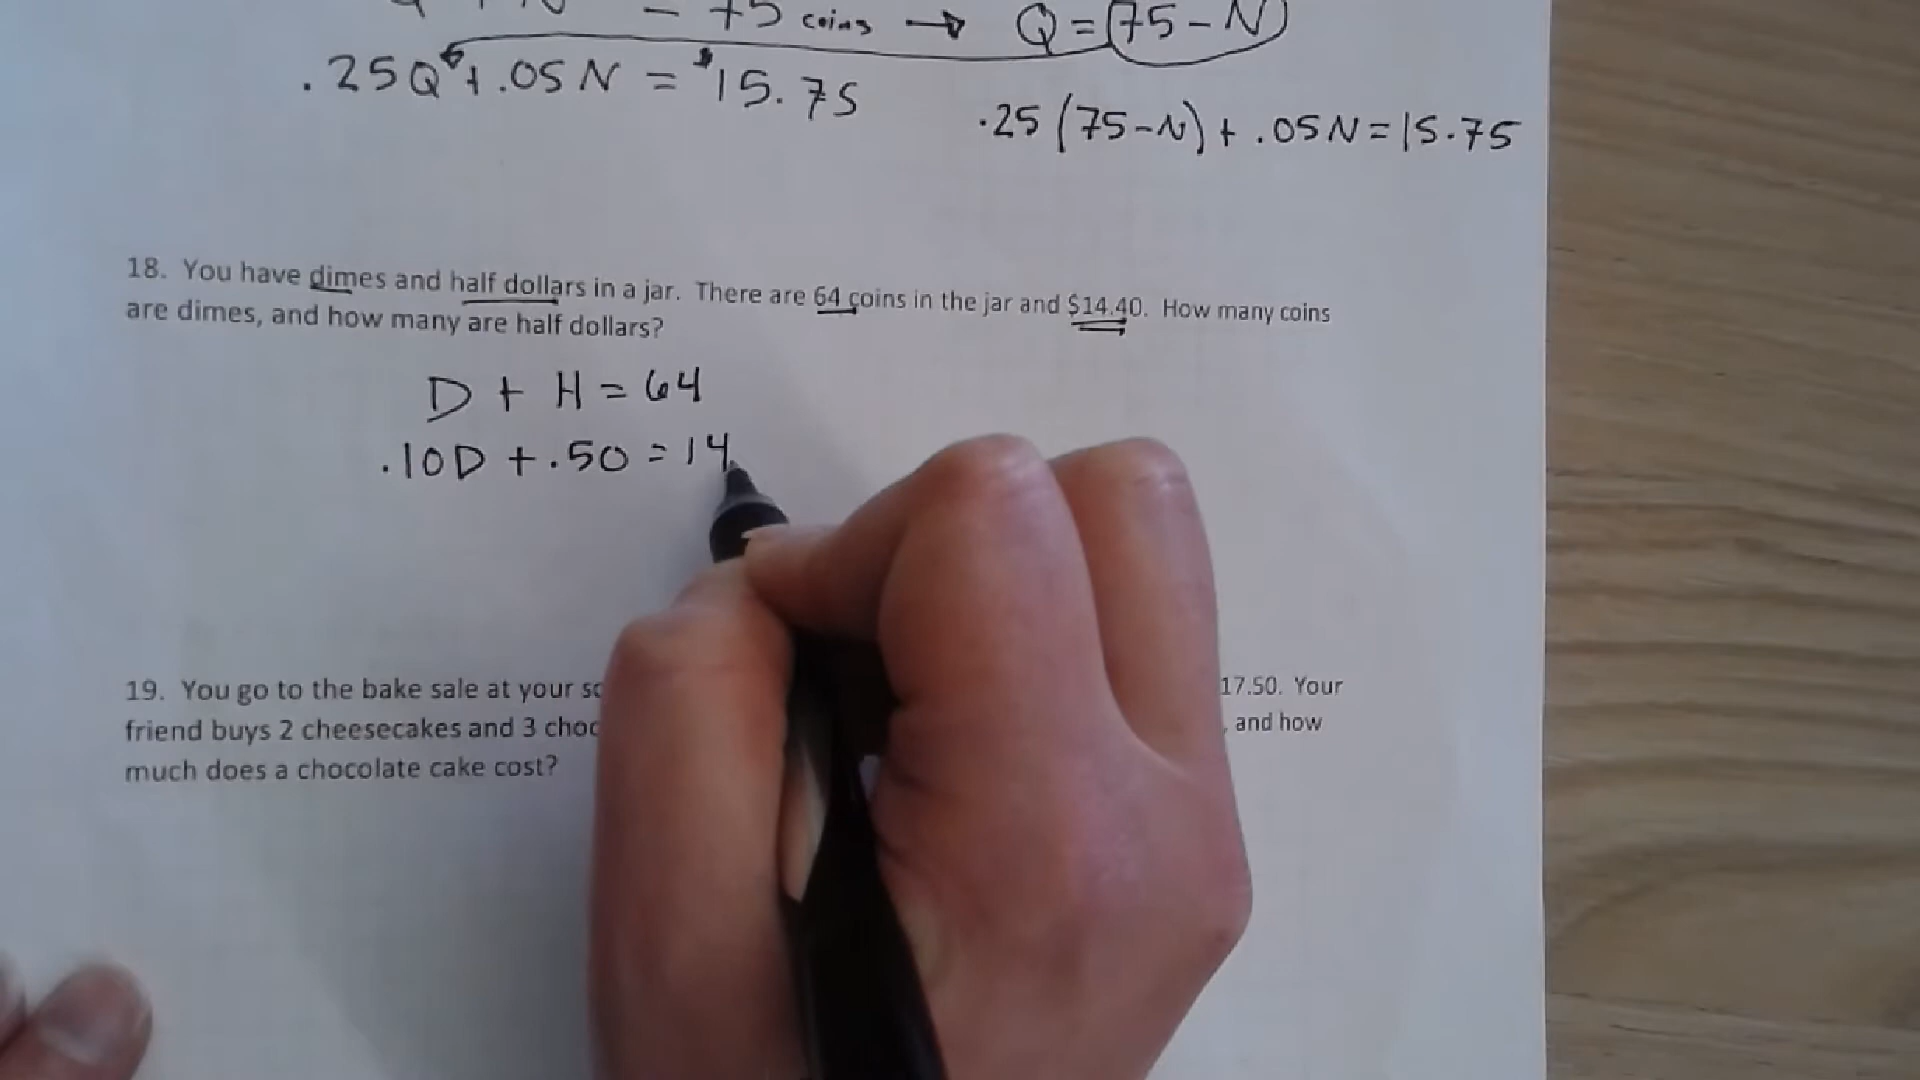 Q + N = 75 coins → Q = (75 - N)
.25Q + .05N = $15.75
.25(75-N) + .05N = 15.75
18. You have dimes and half dollars in a jar. There are 64 coins in the jar and $14.40. How many coins
are dimes, and how many are half dollars?
D + H = 64
.10D + .50 = 14.
19. You go to the bake sale at your 17.50. Your
friend buys 2 cheesecakes and 3 , and how
much does a chocolate cake cost?